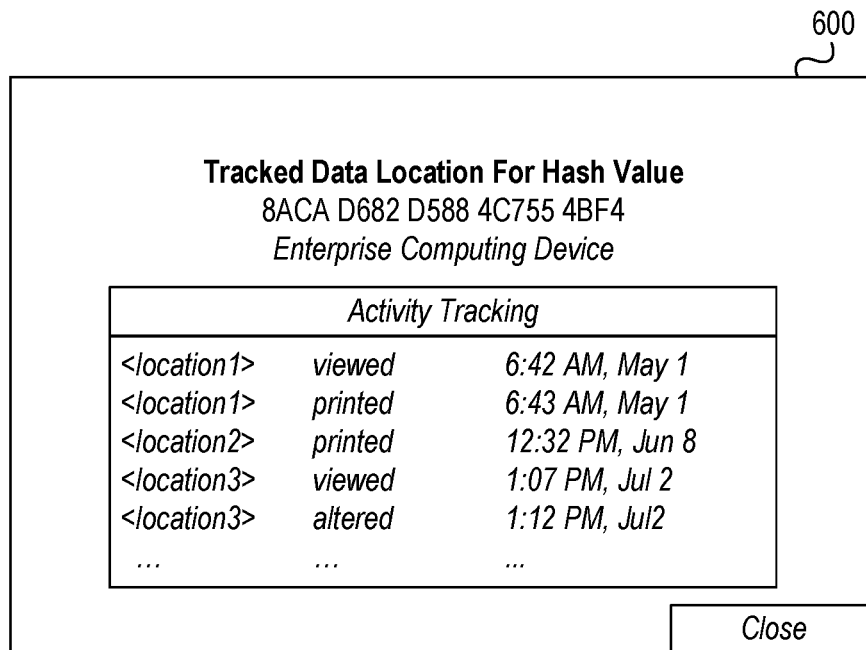 600
Tracked Data Location For Hash Value
8ACA D682 D588 4C755 4BF4
Enterprise Computing Device
Activity Tracking
<location1> viewed 6:42 AM, May 1
<location1> printed 6:43 AM, May 1
<location2> printed 12:32 PM, Jun 8
<location3> viewed 1:07 PM, Jul 2
<location3> altered 1:12 PM, Jul2
... ... ...
Close